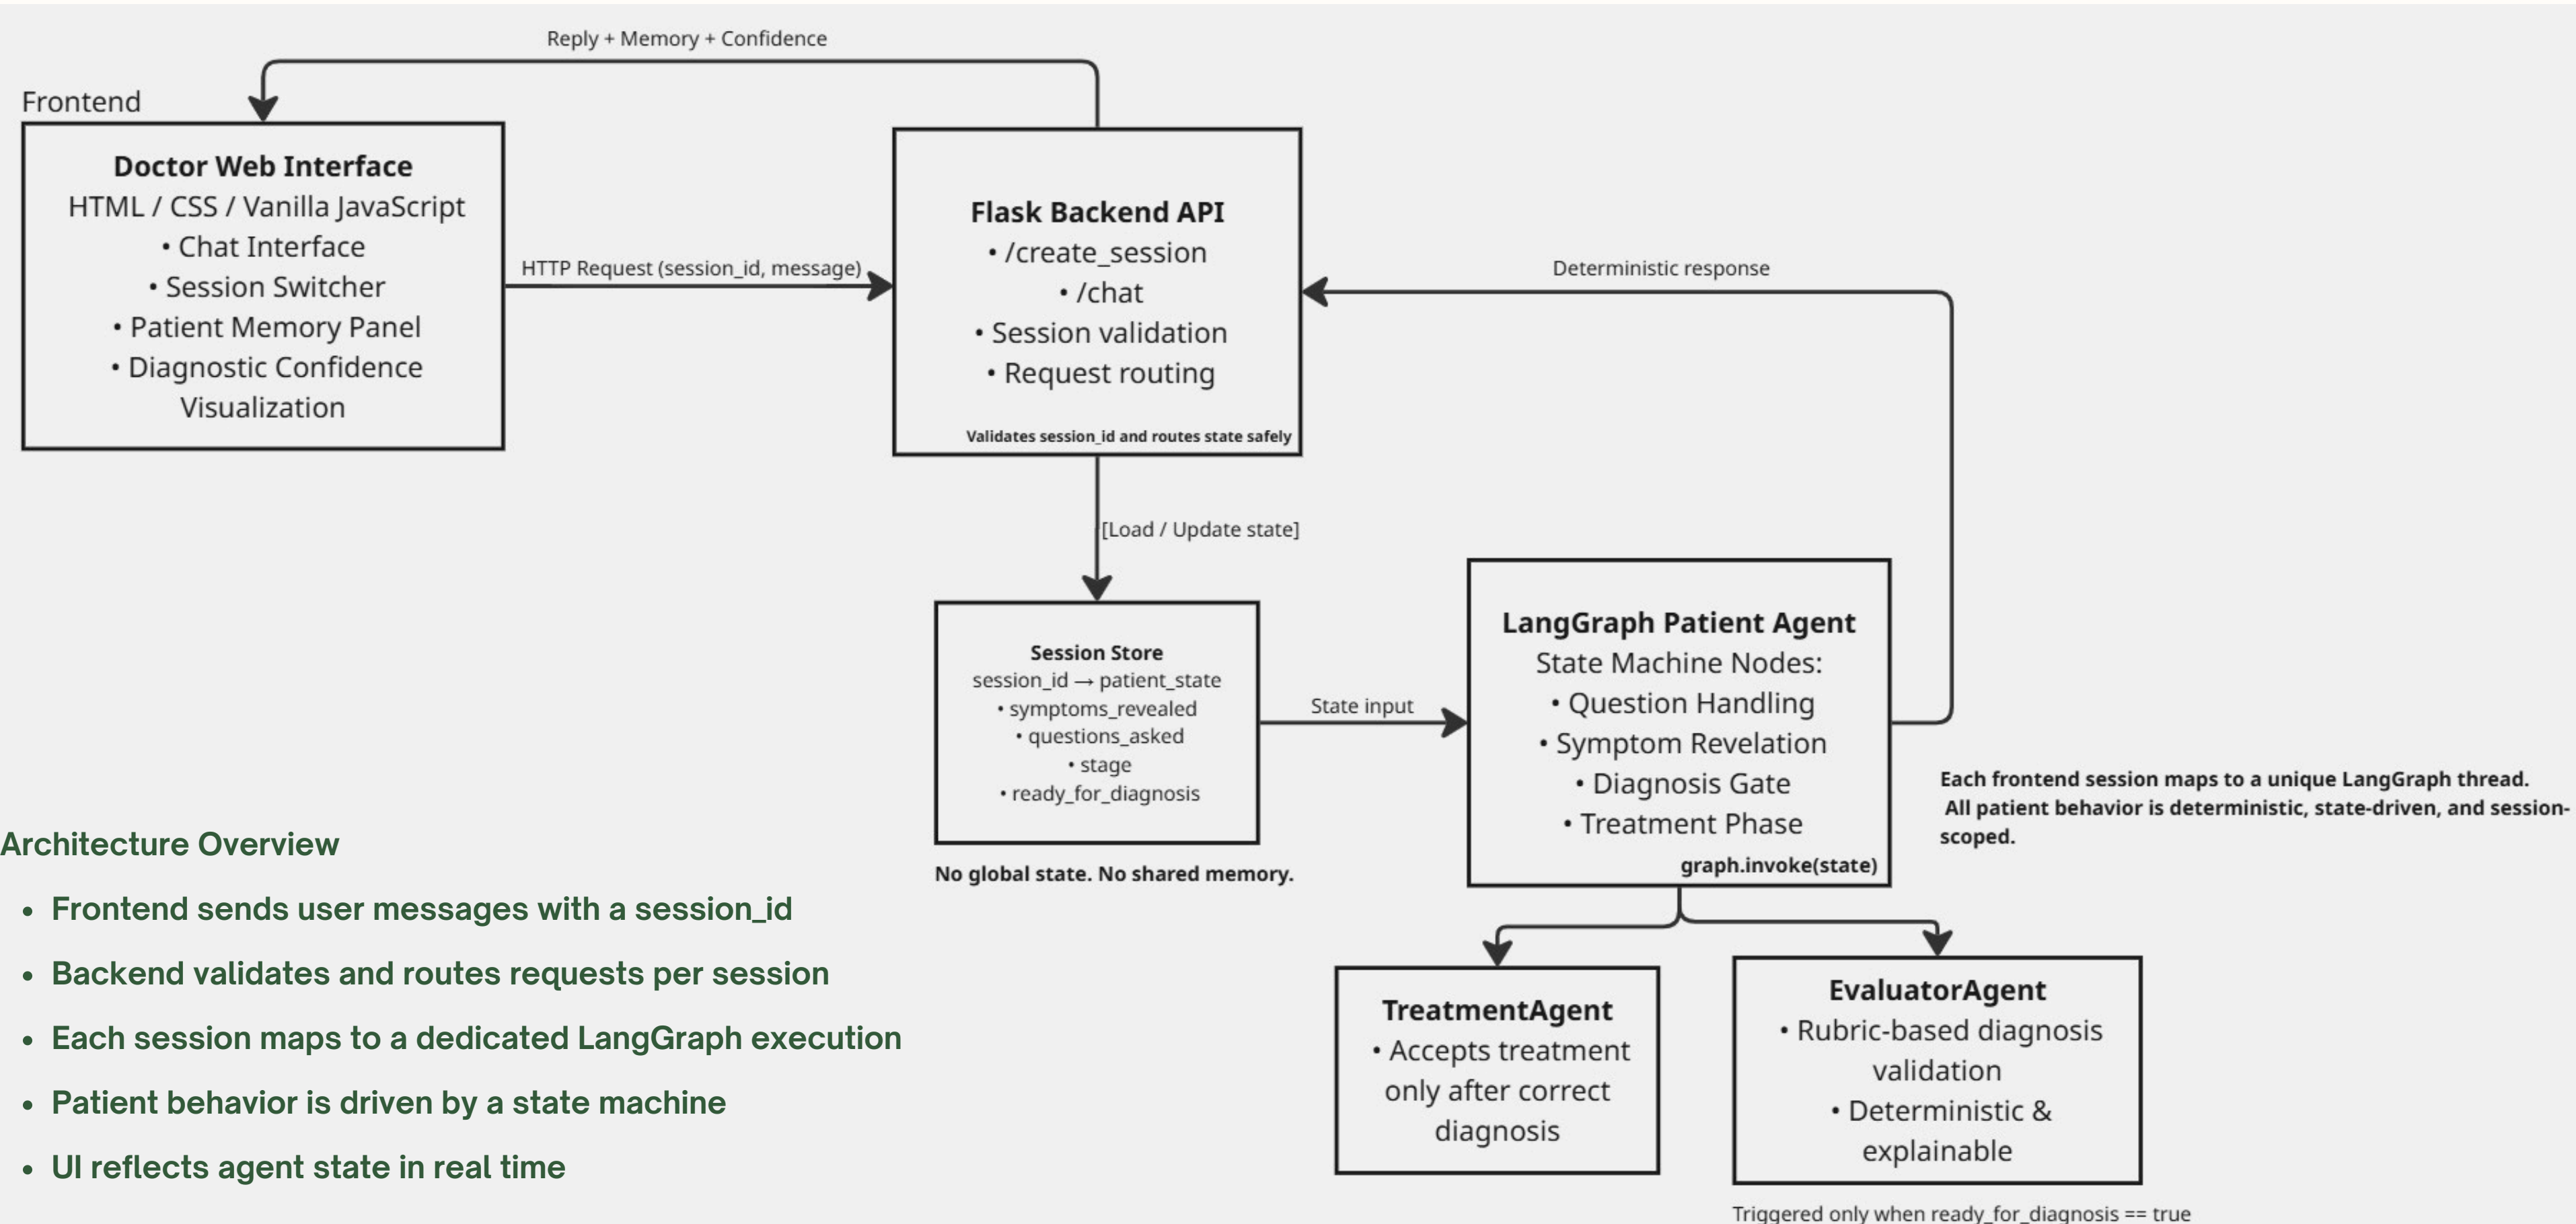 Reply + Memory + Confidence
Frontend
Doctor Web Interface
HTML / CSS / Vanilla JavaScript
• Chat Interface
• Session Switcher
• Patient Memory Panel
• Diagnostic Confidence
Visualization
HTTP Request (session_id, message)
Flask Backend API
• /create_session
• /chat
• Session validation
• Request routing
Validates session_id and routes state safely
Deterministic response
[Load / Update state]
Session Store
session_id → patient_state
• symptoms_revealed
• questions_asked
• stage
• ready_for_diagnosis
No global state. No shared memory.
State input
LangGraph Patient Agent
State Machine Nodes:
• Question Handling
• Symptom Revelation
• Diagnosis Gate
• Treatment Phase
graph.invoke(state)
Each frontend session maps to a unique LangGraph thread.
All patient behavior is deterministic, state-driven, and session-
scoped.
Architecture Overview
• Frontend sends user messages with a session_id
• Backend validates and routes requests per session
• Each session maps to a dedicated LangGraph execution
• Patient behavior is driven by a state machine
• UI reflects agent state in real time
TreatmentAgent
• Accepts treatment
only after correct
diagnosis
EvaluatorAgent
• Rubric-based diagnosis
validation
• Deterministic &
explainable
Triggered only when ready_for_diagnosis == true